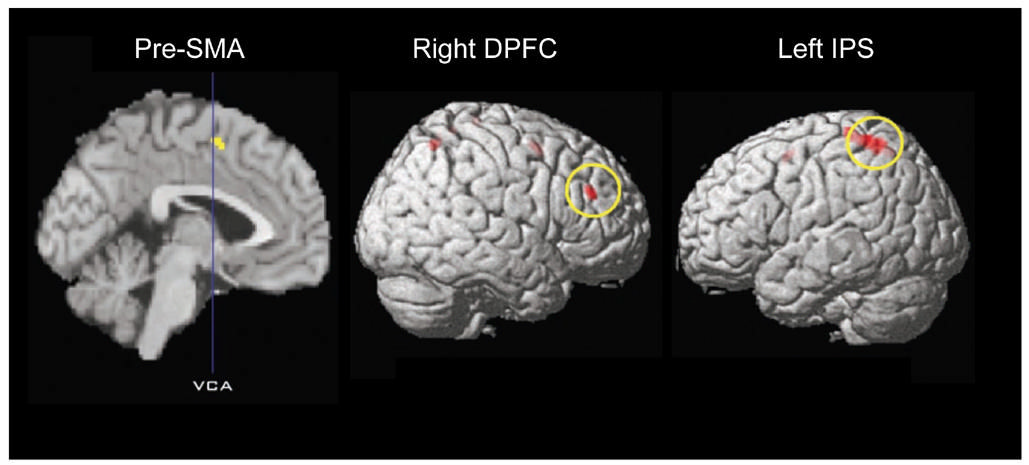 Pre-SMA
Right DPFC
Left IPS
VCA